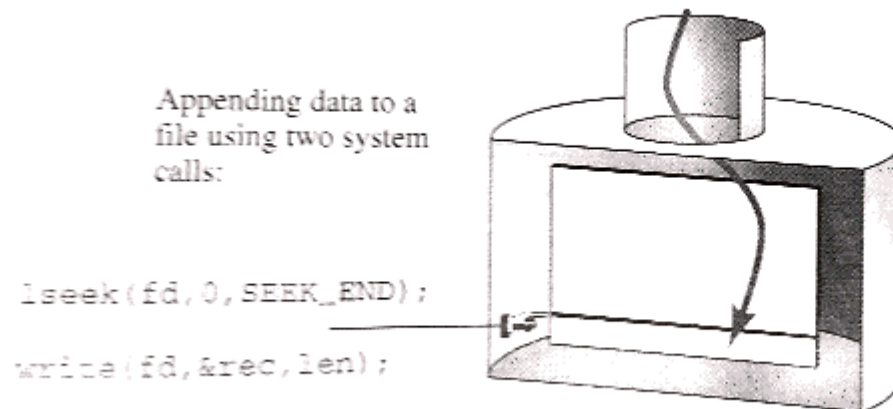 Appending data to a
file using two system
calls:
lseek(fd,0,SEEK_END);
write(fd,&rec,len);